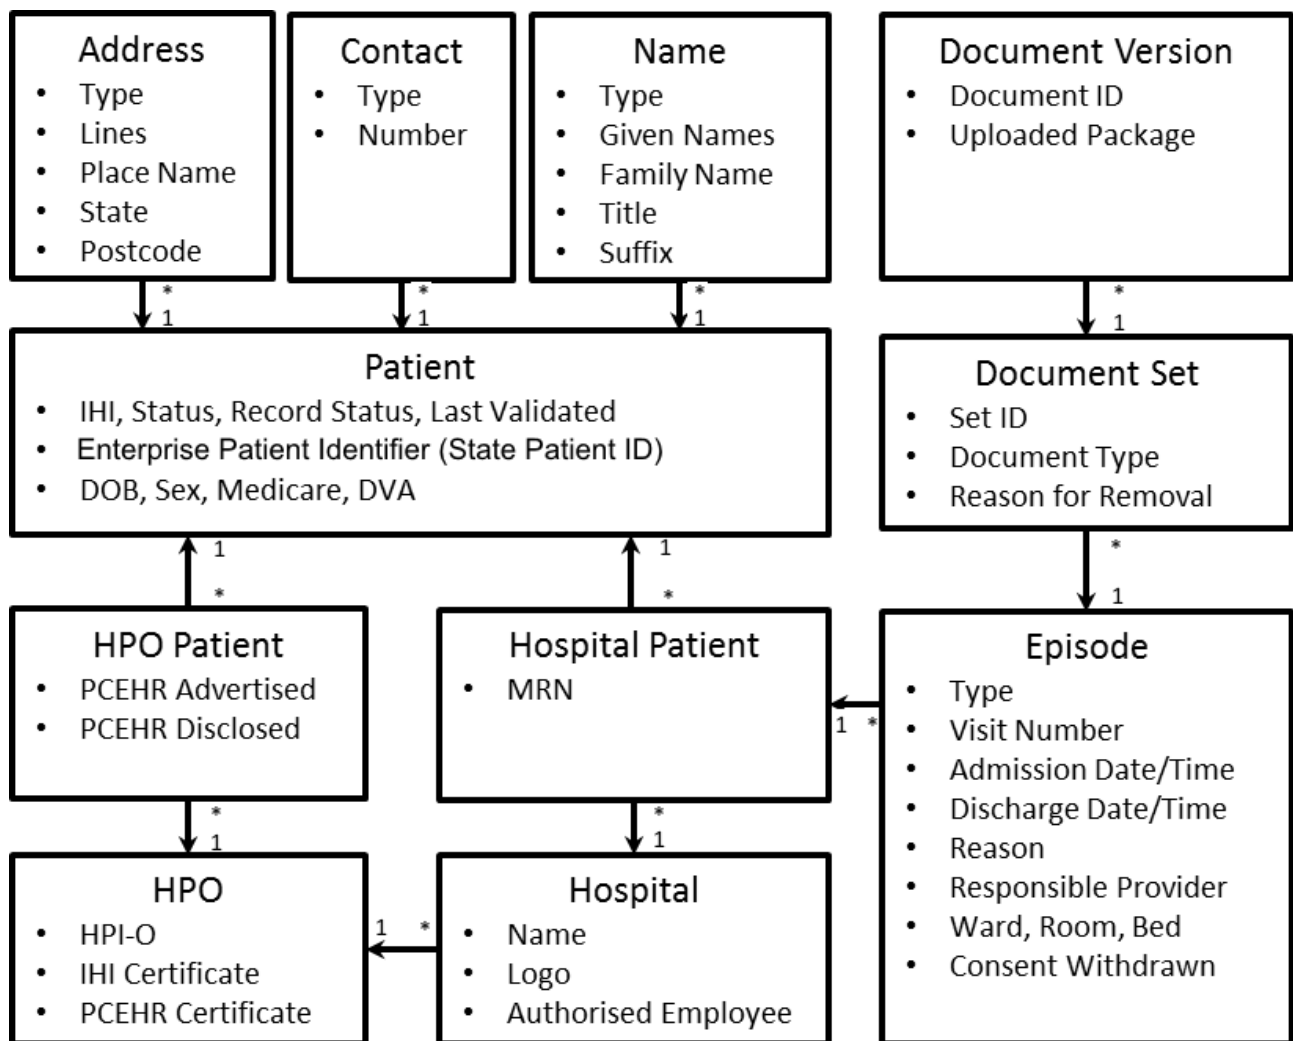 Address
• Type
• Lines
• Place Name
• State
• Postcode
Contact
• Type
• Number
Name
• Type
• Given Names
• Family Name
• Title
• Suffix
Document Version
• Document ID
• Uploaded Package
*
1
*
1
*
1
*
1
Patient
• IHI, Status, Record Status, Last Validated
• Enterprise Patient Identifier (State Patient ID)
• DOB, Sex, Medicare, DVA
Document Set
• Set ID
• Document Type
• Reason for Removal
1
*
1
*
*
1
HPO Patient
• PCEHR Advertised
• PCEHR Disclosed
Hospital Patient
• MRN
1 *
Episode
• Type
• Visit Number
• Admission Date/Time
• Discharge Date/Time
• Reason
• Responsible Provider
• Ward, Room, Bed
• Consent Withdrawn
*
1
*
1
HPO
• HPI-O
• IHI Certificate
• PCEHR Certificate
1 *
Hospital
• Name
• Logo
• Authorised Employee